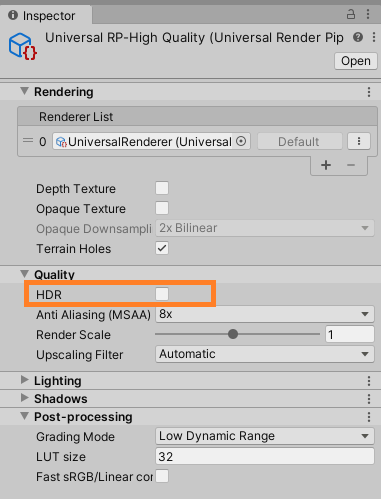 Inspector
Universal RP-High Quality (Universal Render Pip
Open
Rendering
Renderer List
0 UniversalRenderer (Universal Default
Depth Texture
Opaque Texture
Opaque Downsampli 2x Bilinear
Terrain Holes
Quality
HDR
Anti Aliasing (MSAA) 8x
Render Scale 1
Upscaling Filter Automatic
Lighting
Shadows
Post-processing
Grading Mode Low Dynamic Range
LUT size 32
Fast sRGB/Linear con